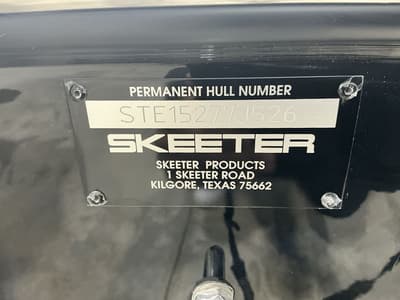 PERMANENT HULL NUMBER
SKEETER
SKEETER PRODUCTS
1 SKEETER ROAD
KILGORE, TEXAS 75662